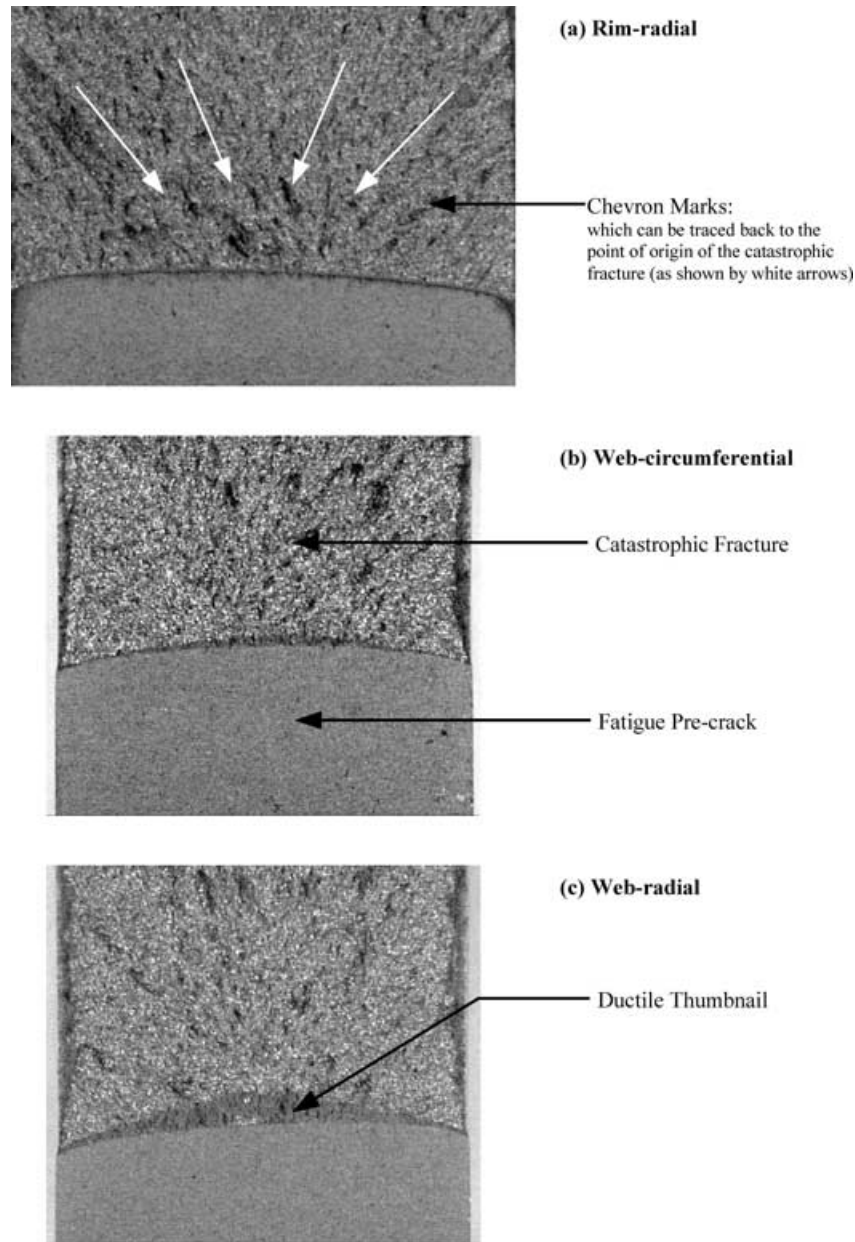 (a) Rim-radial
Chevron Marks:
which can be traced back to the
point of origin of the catastrophic
fracture (as shown by white arrows)
(b) Web-circumferential
Catastrophic Fracture
Fatigue Pre-crack
(c) Web-radial
Ductile Thumbnail